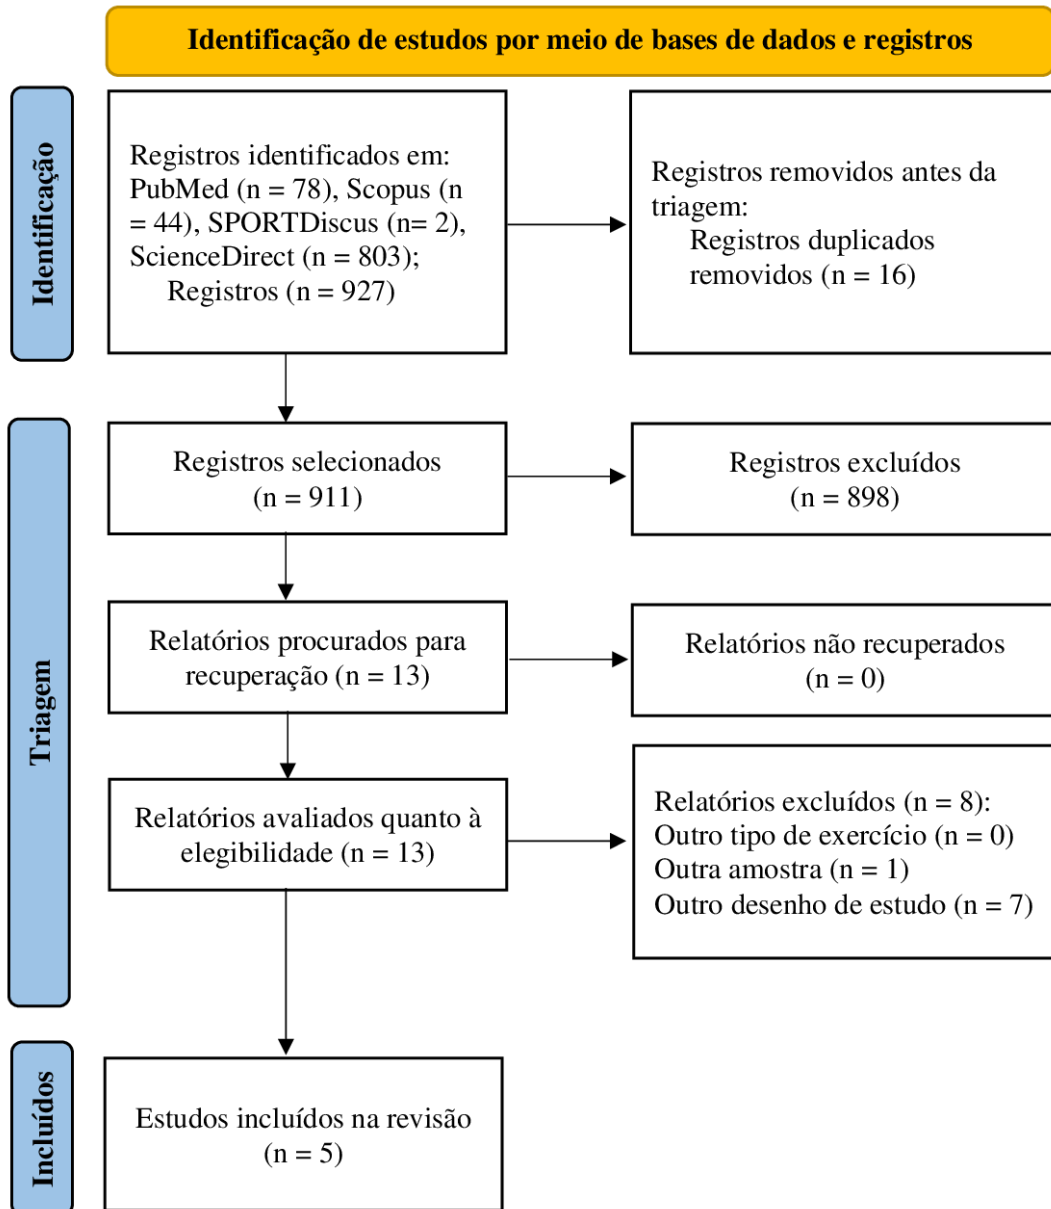 Identificação de estudos por meio de bases de dados e registros
Identificação
Registros identificados em:
PubMed (n = 78), Scopus (n
= 44), SPORTDiscus (n= 2),
ScienceDirect (n = 803);
Registros (n = 927)
Registros removidos antes da
triagem:
Registros duplicados
removidos (n = 16)
Triagem
Registros selecionados
(n = 911)
Registros excluídos
(n = 898)
Relatórios procurados para
recuperação (n = 13)
Relatórios não recuperados
(n = 0)
Relatórios avaliados quanto à
elegibilidade (n = 13)
Relatórios excluídos (n = 8):
Outro tipo de exercício (n = 0)
Outra amostra (n = 1)
Outro desenho de estudo (n = 7)
Incluídos
Estudos incluídos na revisão
(n = 5)